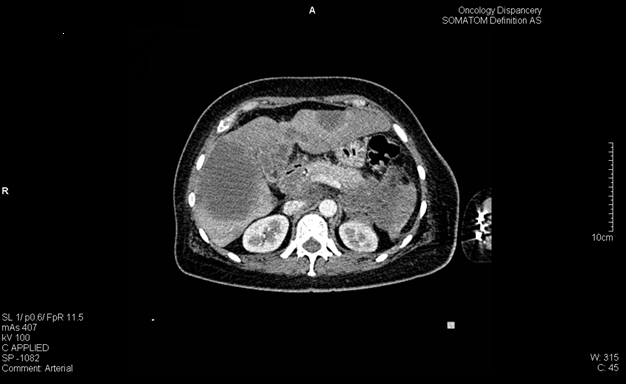 A
Oncology Dispancery
SOMATOM Definition AS
R
10cm
SL 1/ p0.6/ FpR 11.5
mAs 407
kV 100
C APPLIED
SP -1082
Comment: Arterial
W: 315
C: 45